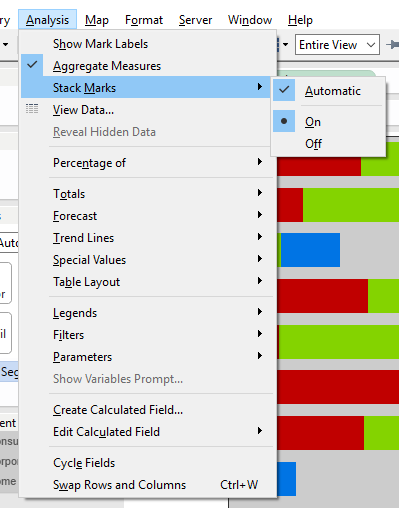 ry Analysis Map Format Server Window Help
Entire View
Show Mark Labels
Aggregate Measures
Stack Marks
Automatic
View Data...
On
Reveal Hidden Data
Off
Percentage of
Totals
Forecast
Trend Lines
Auto
Special Values
Table Layout
or
Legends
Filters
il
Parameters
Seg
Show Variables Prompt...
Create Calculated Field...
ent
Edit Calculated Field
onsu
Cycle Fields
orpor
Swap Rows and Columns Ctrl+W
ome